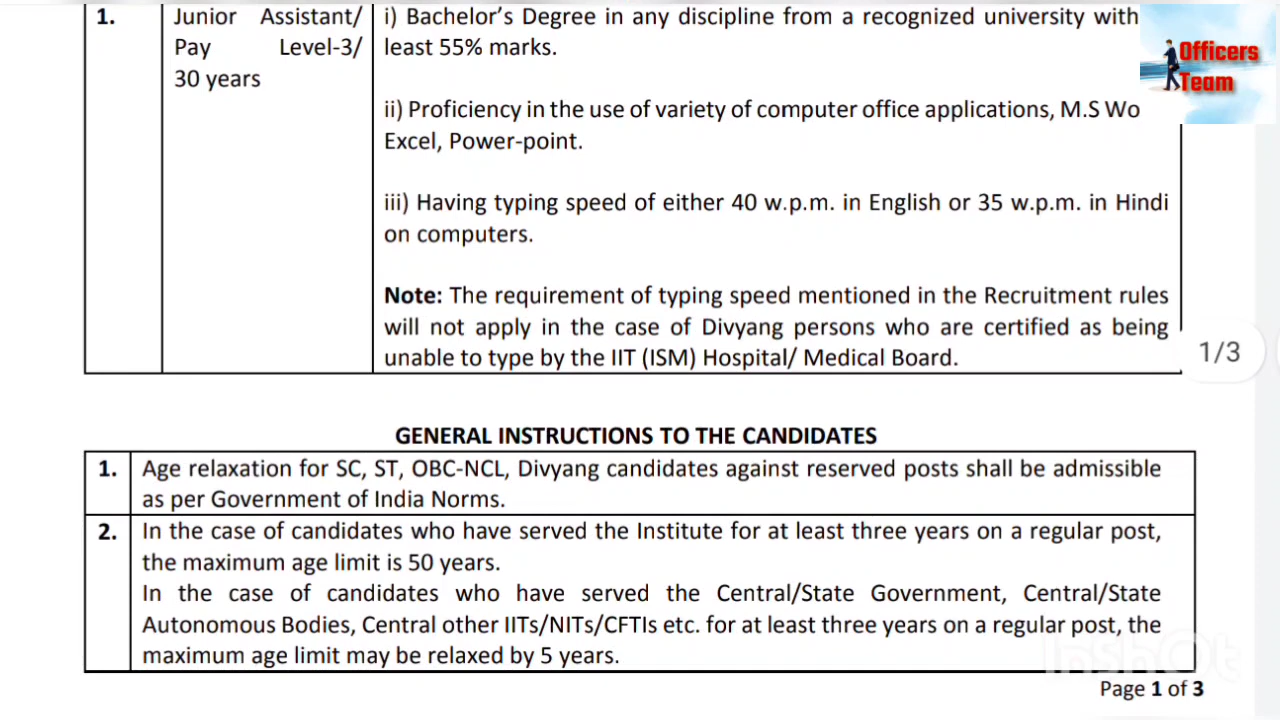 1. Junior Assistant/ i) Bachelor's Degree in any discipline from a recognized university with
Pay Level-3/ least 55% marks.
30 years
ii) Proficiency in the use of variety of computer office applications, M.S Wo
Excel, Power-point.
iii) Having typing speed of either 40 w.p.m. in English or 35 w.p.m. in Hindi
on computers.
Note: The requirement of typing speed mentioned in the Recruitment rules
will not apply in the case of Divyang persons who are certified as being
unable to type by the IIT (ISM) Hospital/ Medical Board.
Officers
Team
1/3
GENERAL INSTRUCTIONS TO THE CANDIDATES
1. Age relaxation for SC, ST, OBC-NCL, Divyang candidates against reserved posts shall be admissible
as per Government of India Norms.
2. In the case of candidates who have served the Institute for at least three years on a regular post,
the maximum age limit is 50 years.
In the case of candidates who have served the Central/State Government, Central/State
Autonomous Bodies, Central other IITs/NITs/CFTIs etc. for at least three years on a regular post, the
maximum age limit may be relaxed by 5 years.
InshOt
Page 1 of 3